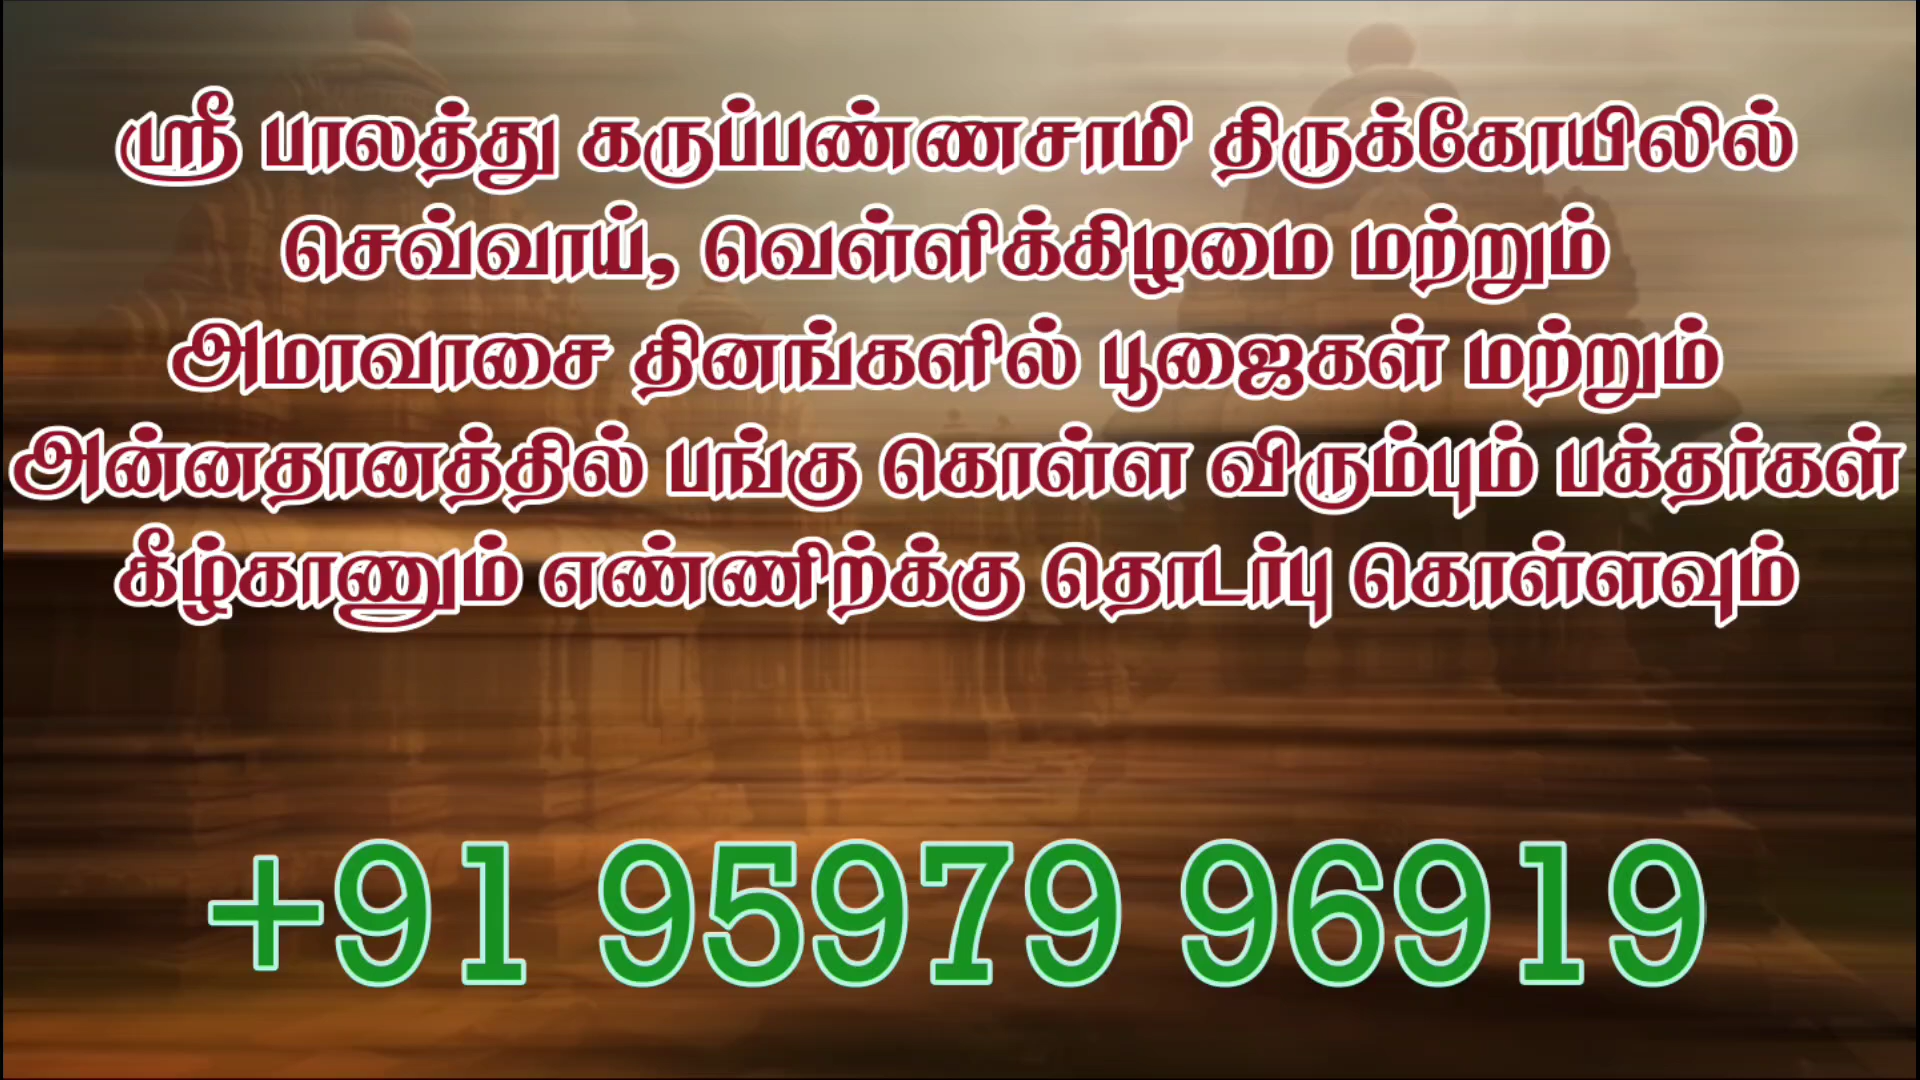 ஸ்ரீ பாலத்து கருப்பண்ணசாமி திருக்கோயிலில்
செவ்வாய், வெள்ளிக்கிழமை மற்றும்
அமாவாசை தினங்களில் பூஜைகள் மற்றும்
அன்னதானத்தில் பங்கு கொள்ள விரும்பும் பக்தர்கள்
கீழ்காணும் எண்ணிற்க்கு தொடர்பு கொள்ளவும்
+91 95979 96919